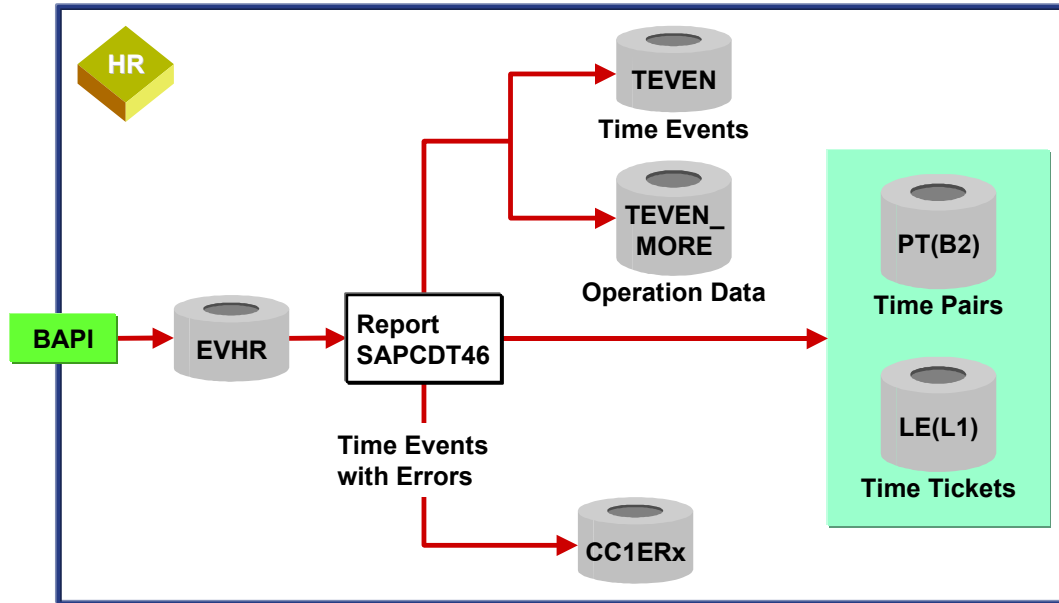 HR
TEVEN
Time Events
TEVEN_
MORE
Operation Data
PT(B2)
Time Pairs
BAPI
EVHR
Report
SAPCDT46
LE(L1)
Time Tickets
Time Events
with Errors
CC1ERx